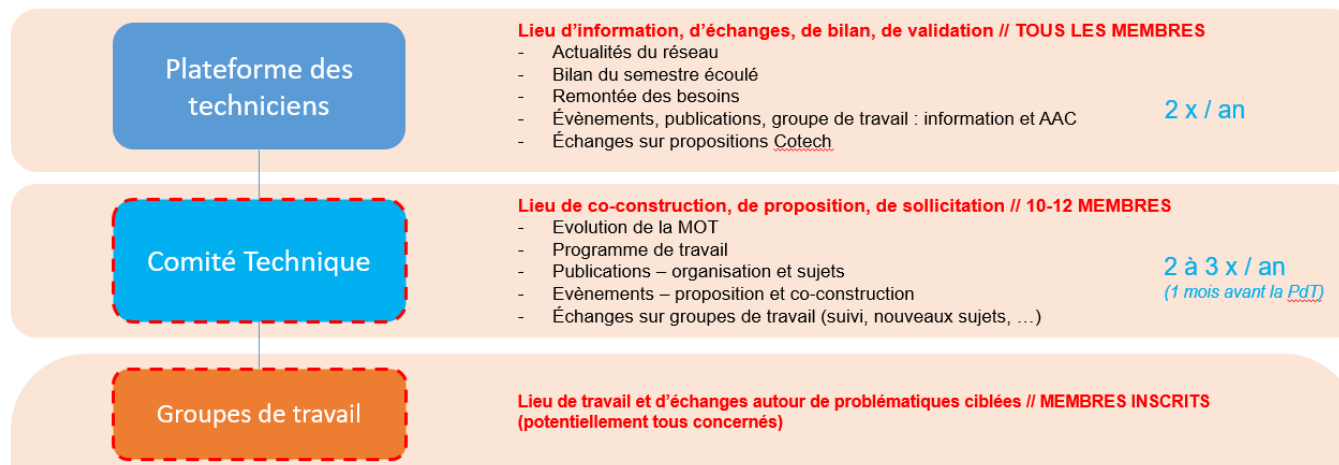 Plateforme des
techniciens
Lieu d’information, d’échanges, de bilan, de validation // TOUS LES MEMBRES
- Actualités du réseau
- Bilan du semestre écoulé
- Remontée des besoins
- Évènements, publications, groupe de travail : information et AAC
- Échanges sur propositions Cotech
2 x / an
Comité Technique
Lieu de co-construction, de proposition, de sollicitation // 10-12 MEMBRES
- Evolution de la MOT
- Programme de travail
- Publications – organisation et sujets
- Evènements – proposition et co-construction
- Échanges sur groupes de travail (suivi, nouveaux sujets, …)
2 à 3 x / an
(1 mois avant la PdT)
Groupes de travail
Lieu de travail et d’échanges autour de problématiques ciblées // MEMBRES INSCRITS
(potentiellement tous concernés)